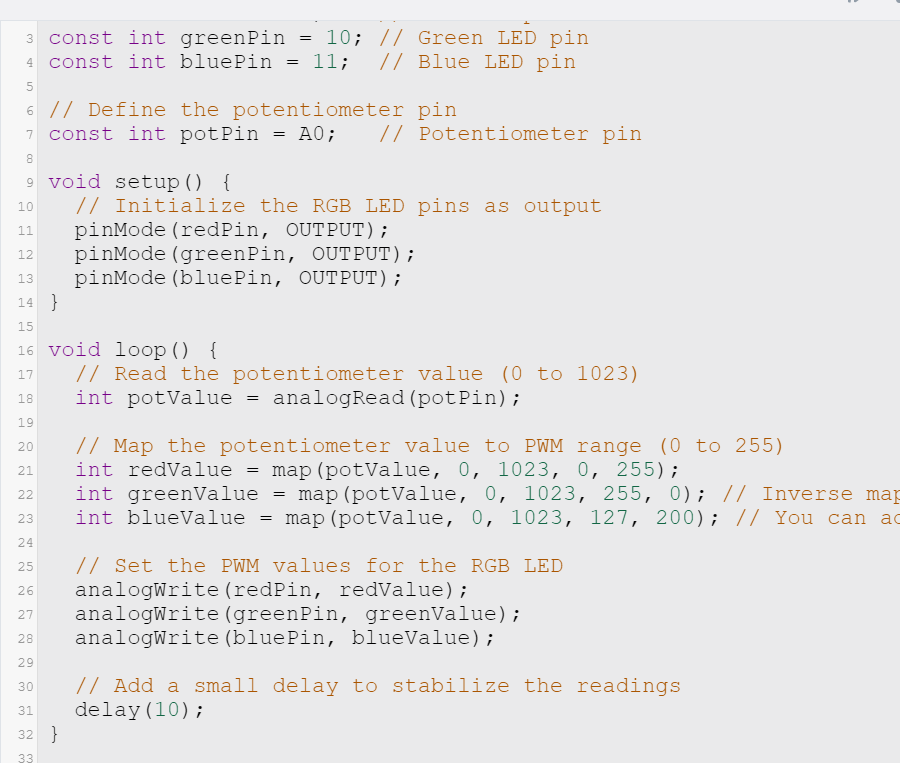 3 const int greenPin = 10; // Green LED pin
4 const int bluePin = 11;  // Blue LED pin
5
6 // Define the potentiometer pin
7 const int potPin = A0;   // Potentiometer pin
8
9 void setup() {
10   // Initialize the RGB LED pins as output
11   pinMode(redPin, OUTPUT);
12   pinMode(greenPin, OUTPUT);
13   pinMode(bluePin, OUTPUT);
14 }
15
16 void loop() {
17   // Read the potentiometer value (0 to 1023)
18   int potValue = analogRead(potPin);
19
20   // Map the potentiometer value to PWM range (0 to 255)
21   int redValue = map(potValue, 0, 1023, 0, 255);
22   int greenValue = map(potValue, 0, 1023, 255, 0); // Inverse map
23   int blueValue = map(potValue, 0, 1023, 127, 200); // You can
24
25   // Set the PWM values for the RGB LED
26   analogWrite(redPin, redValue);
27   analogWrite(greenPin, greenValue);
28   analogWrite(bluePin, blueValue);
29
30   // Add a small delay to stabilize the readings
31   delay(10);
32 }
33